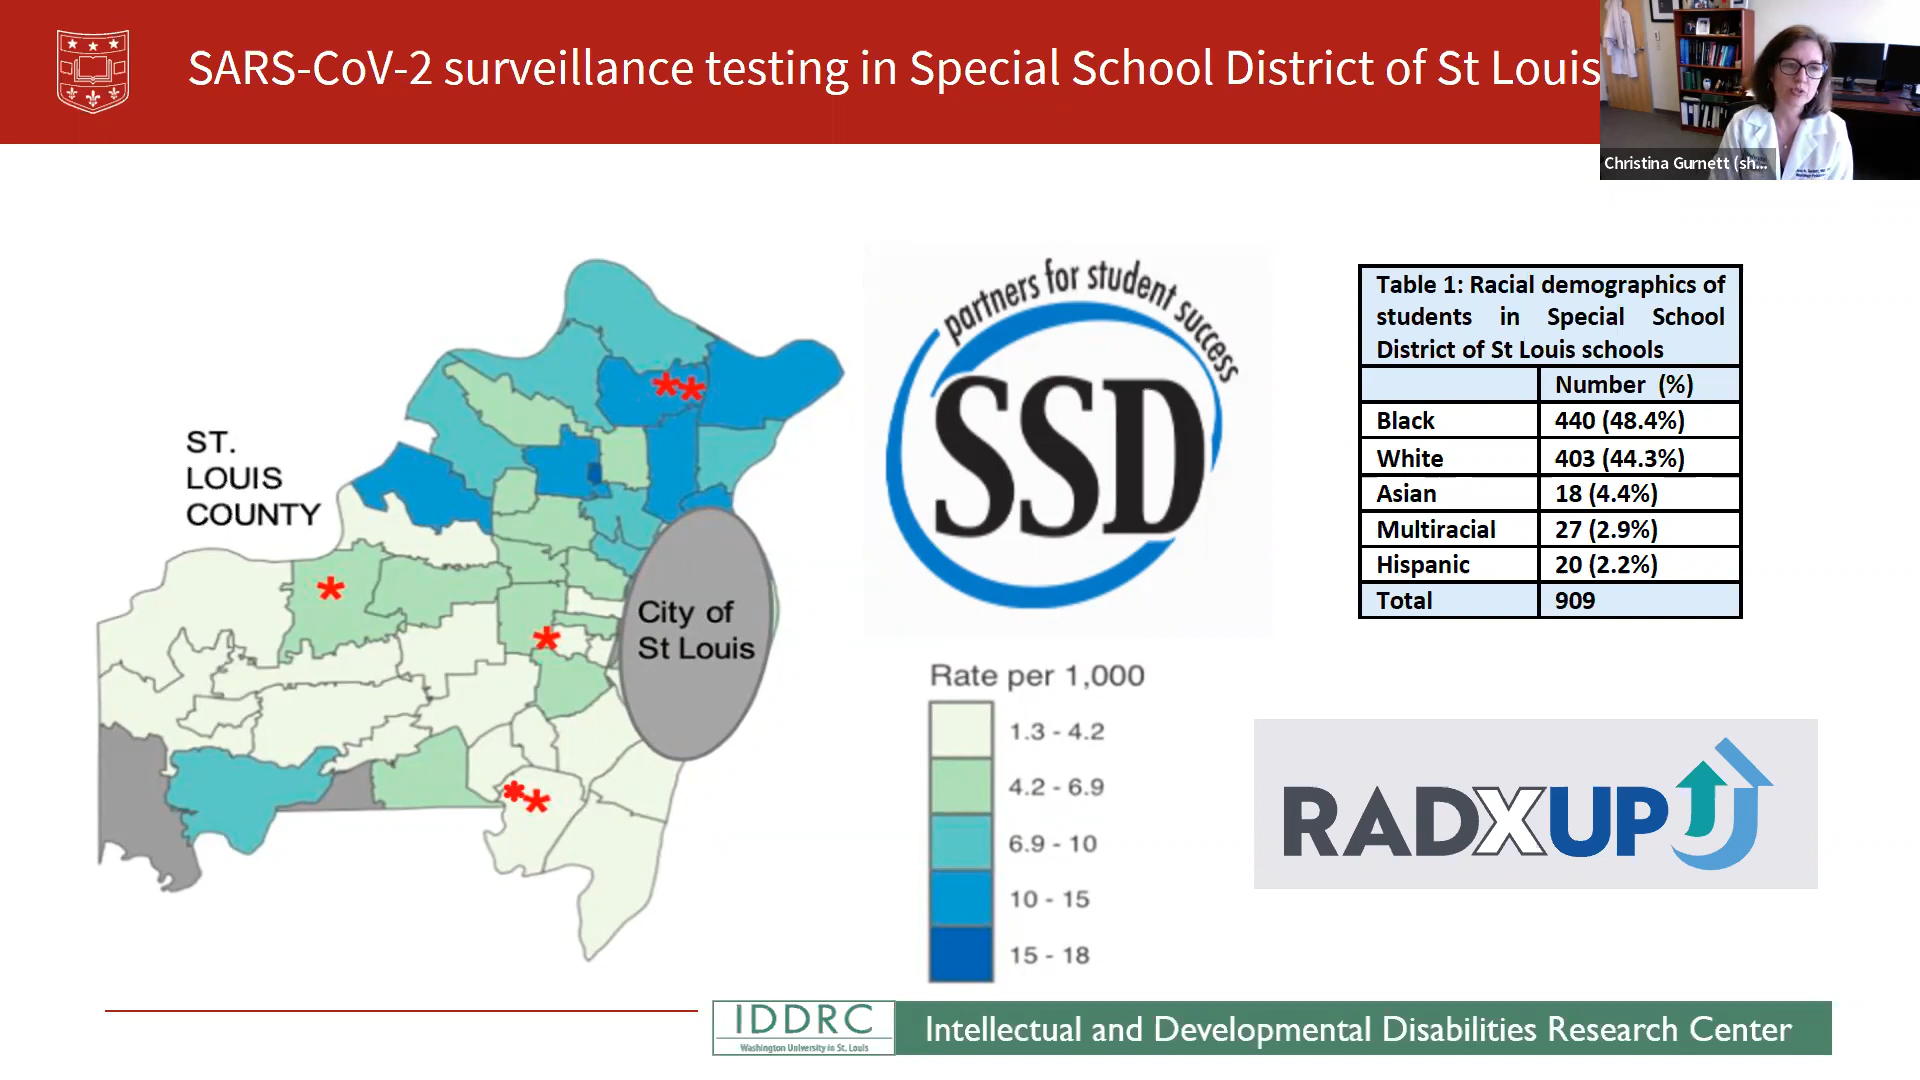 SARS-CoV-2 surveillance testing in Special School District of St Louis
Christina Gurnett (sh...
ST.
LOUIS
COUNTY
City of
St Louis
partners for student success
SSD
Rate per 1,000
1.3 - 4.2
4.2 - 6.9
6.9 - 10
10 - 15
15 - 18
Table 1: Racial demographics of
students in Special School
District of St Louis schools
Number (%)
Black 440 (48.4%)
White 403 (44.3%)
Asian 18 (4.4%)
Multiracial 27 (2.9%)
Hispanic 20 (2.2%)
Total 909
RADXUP
IDDRC
Washington University in St. Louis
Intellectual and Developmental Disabilities Research Center